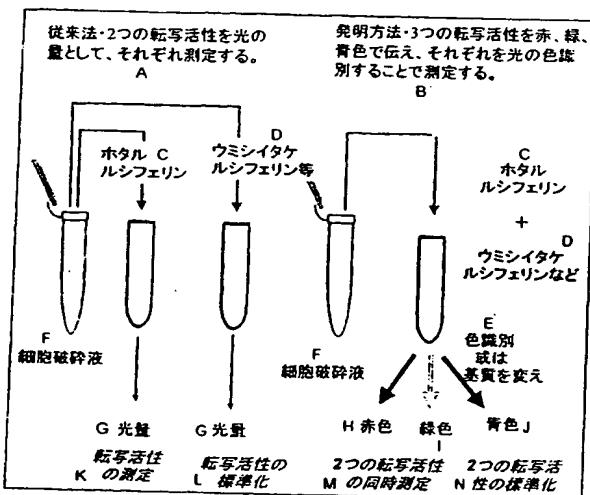 従来法・2つの転写活性を光の
量として、それぞれ測定する。
A
発明方法・3つの転写活性を赤、緑、
青色で伝え、それぞれを光の色識
別することで測定する。
B
ホタル C
ルシフェリン
D
ウミシイタケ
ルシフェリン等
C
ホタル
ルシフェリン
+
D
ウミシイタケ
ルシフェリンなど
F
細胞破砕液
F
細胞破砕液
E
色識別
或は
基質を変え
G 光量
G 光量
H 赤色
緑色
I
青色 J
転写活性
K の測定
転写活性の
L 標準化
2つの転写活性
M の同時測定
2つの転写活
N 性の標準化